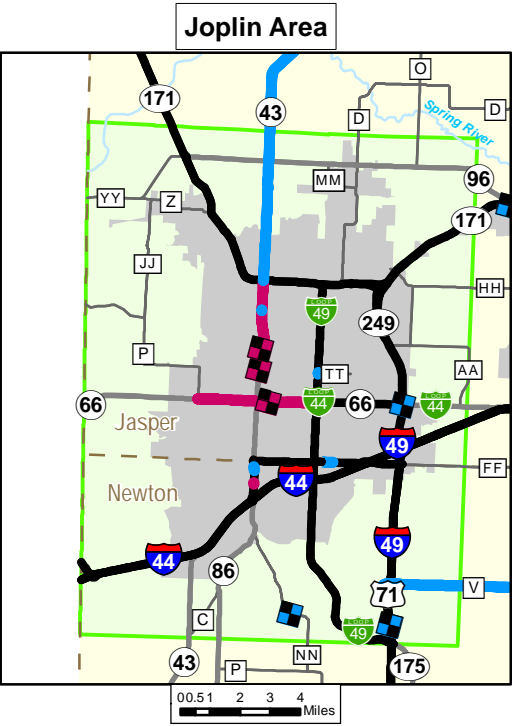 Joplin Area
O
171
43
D
D
Spring River
MM
96
YY
Z
171
JJ
HH
LOOP
49
249
P
TT
AA
66
LOOP
44
66
LOOP
44
Jasper
49
FF
Newton
44
49
44
86
71
V
C
LOOP
49
NN
43
P
175
0 0.5 1 2 3 4
Miles